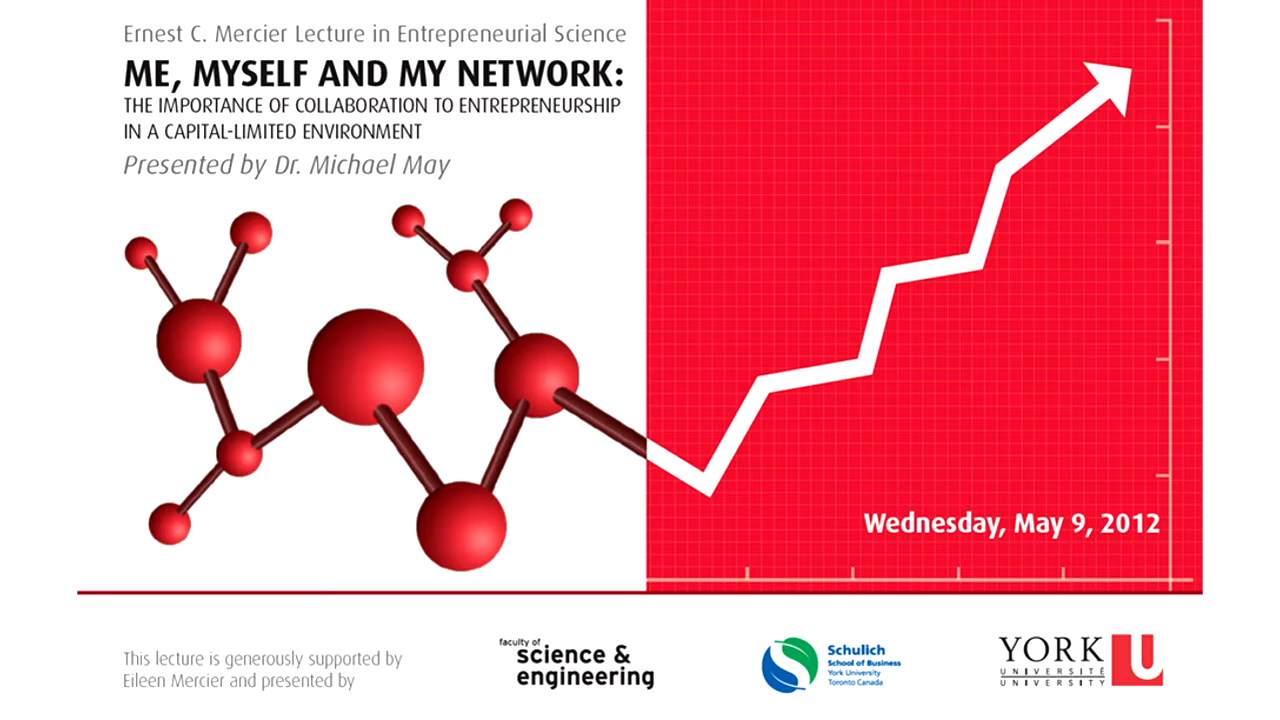 Ernest C. Mercier Lecture in Entrepreneurial Science
ME, MYSELF AND MY NETWORK:
THE IMPORTANCE OF COLLABORATION TO ENTREPRENEURSHIP
IN A CAPITAL-LIMITED ENVIRONMENT
Presented by Dr. Michael May
Wednesday, May 9, 2012
This lecture is generously supported by
Eileen Mercier and presented by
faculty of
science &
engineering
Schulich
School of Business
York University
Toronto Canada
YORK U
UNIVERSITÉ
UNIVERSITY